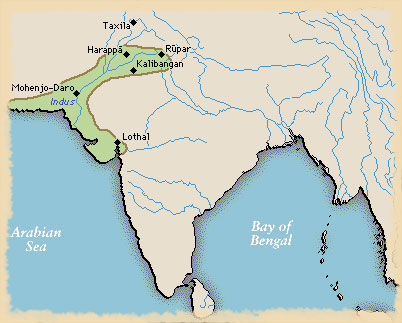 Taxila
Harappā
Rūpar
Kalibangan
Mohenjo-Daro
Indus
Lothal
Arabian
Sea
Bay of
Bengal